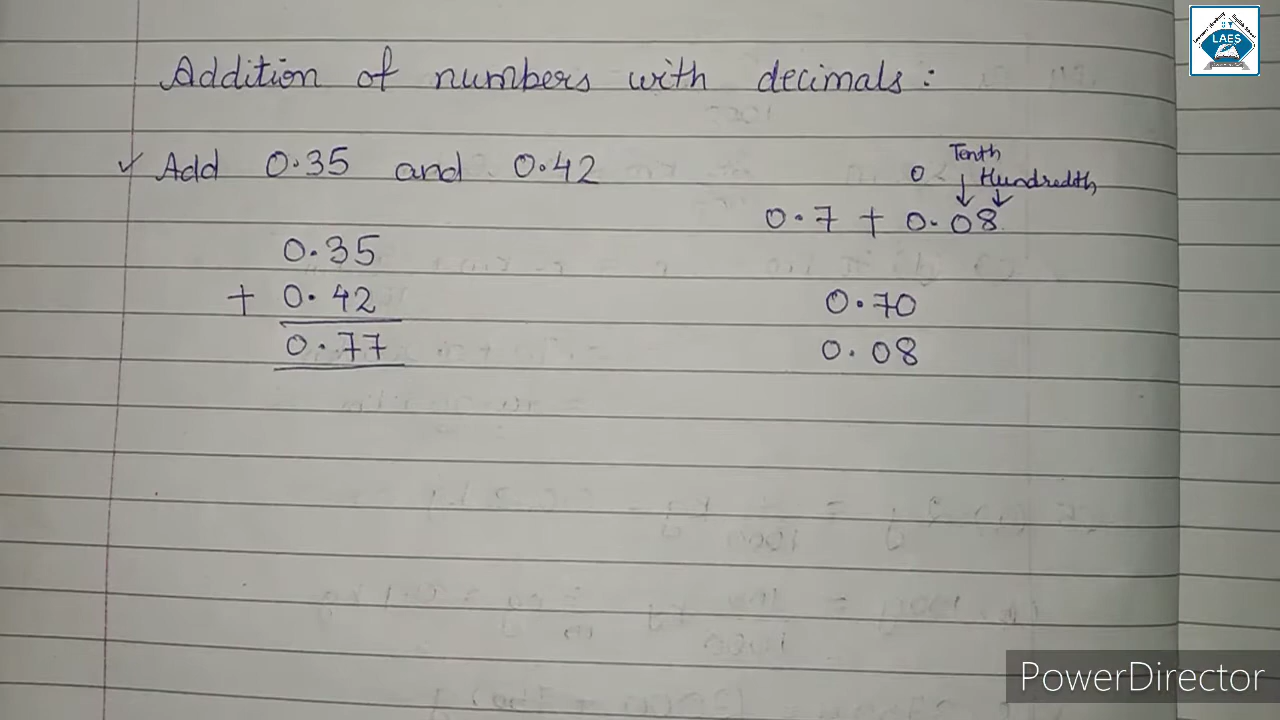 Addition of numbers with decimals:
✓ Add 0.35 and 0.42
0.35
+ 0.42
0.77
Tenth
0 Hundredth
0.7 + 0.08
0.70
0.08
LAES
PowerDirector